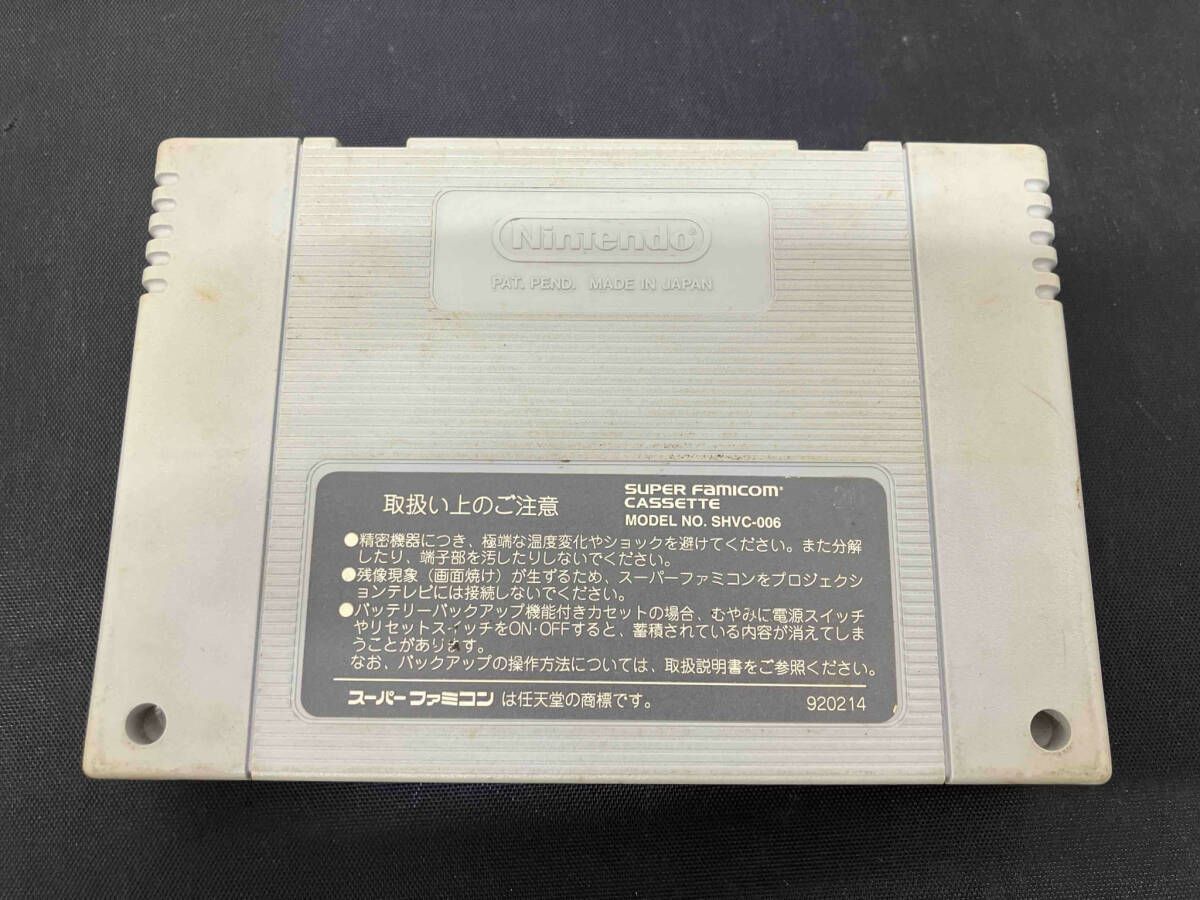 Nintendo®
PAT. PEND. MADE IN JAPAN
取扱い上のご注意
SUPER FAMICOM®
CASSETTE
MODEL NO. SHVC-006
●精密機器につき、極端な温度変化やショックを避けてください。また分解
したり、端子部を汚したりしないでください。
●残像現象（画面焼け）が生ずるため、スーパーファミコンをプロジェクシ
ョンテレビには接続しないでください。
●バッテリーバックアップ機能付きカセットの場合、むやみに電源スイッチ
やリセットスイッチをON・OFFすると、蓄積されている内容が消えてしま
うことがあります。
なお、バックアップの操作方法については、取扱説明書をご参照ください。
スーパーファミコン は任天堂の商標です。
920214